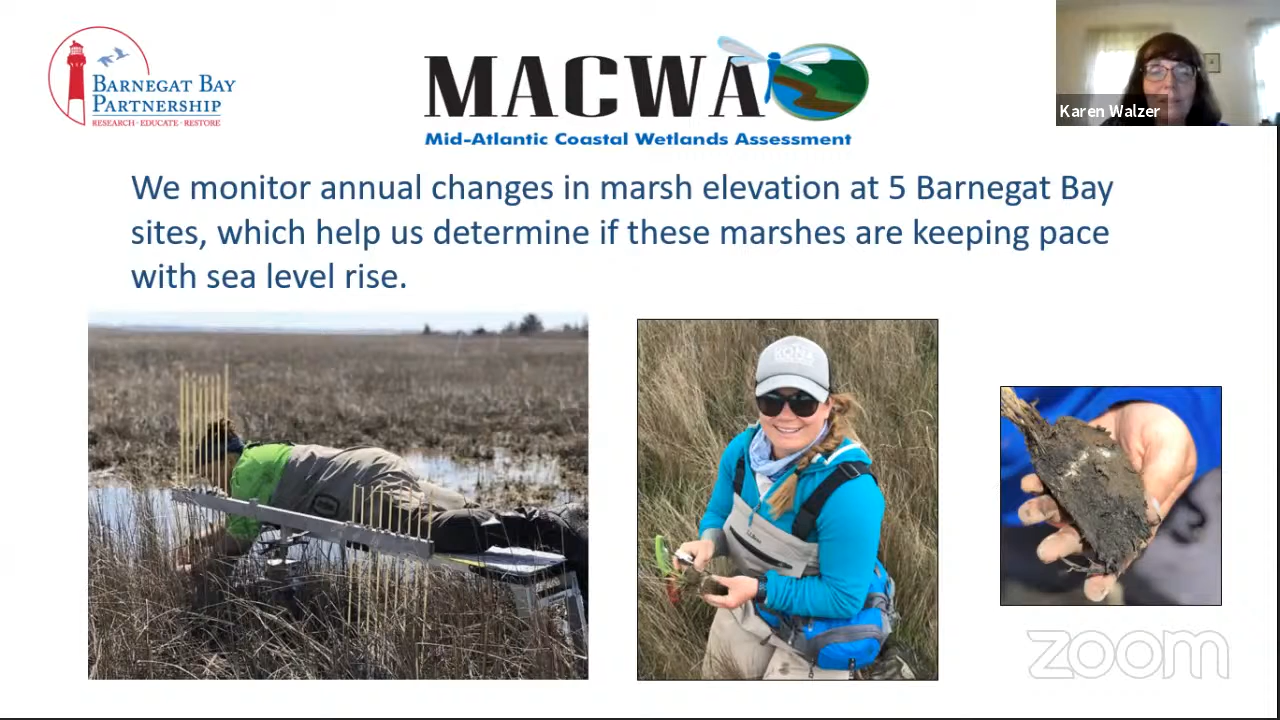 BARNEGAT BAY
PARTNERSHIP
RESEARCH · EDUCATE · RESTORE
MACWA
Mid-Atlantic Coastal Wetlands Assessment
Karen Walzer
We monitor annual changes in marsh elevation at 5 Barnegat Bay
sites, which help us determine if these marshes are keeping pace
with sea level rise.
KONA
zoom